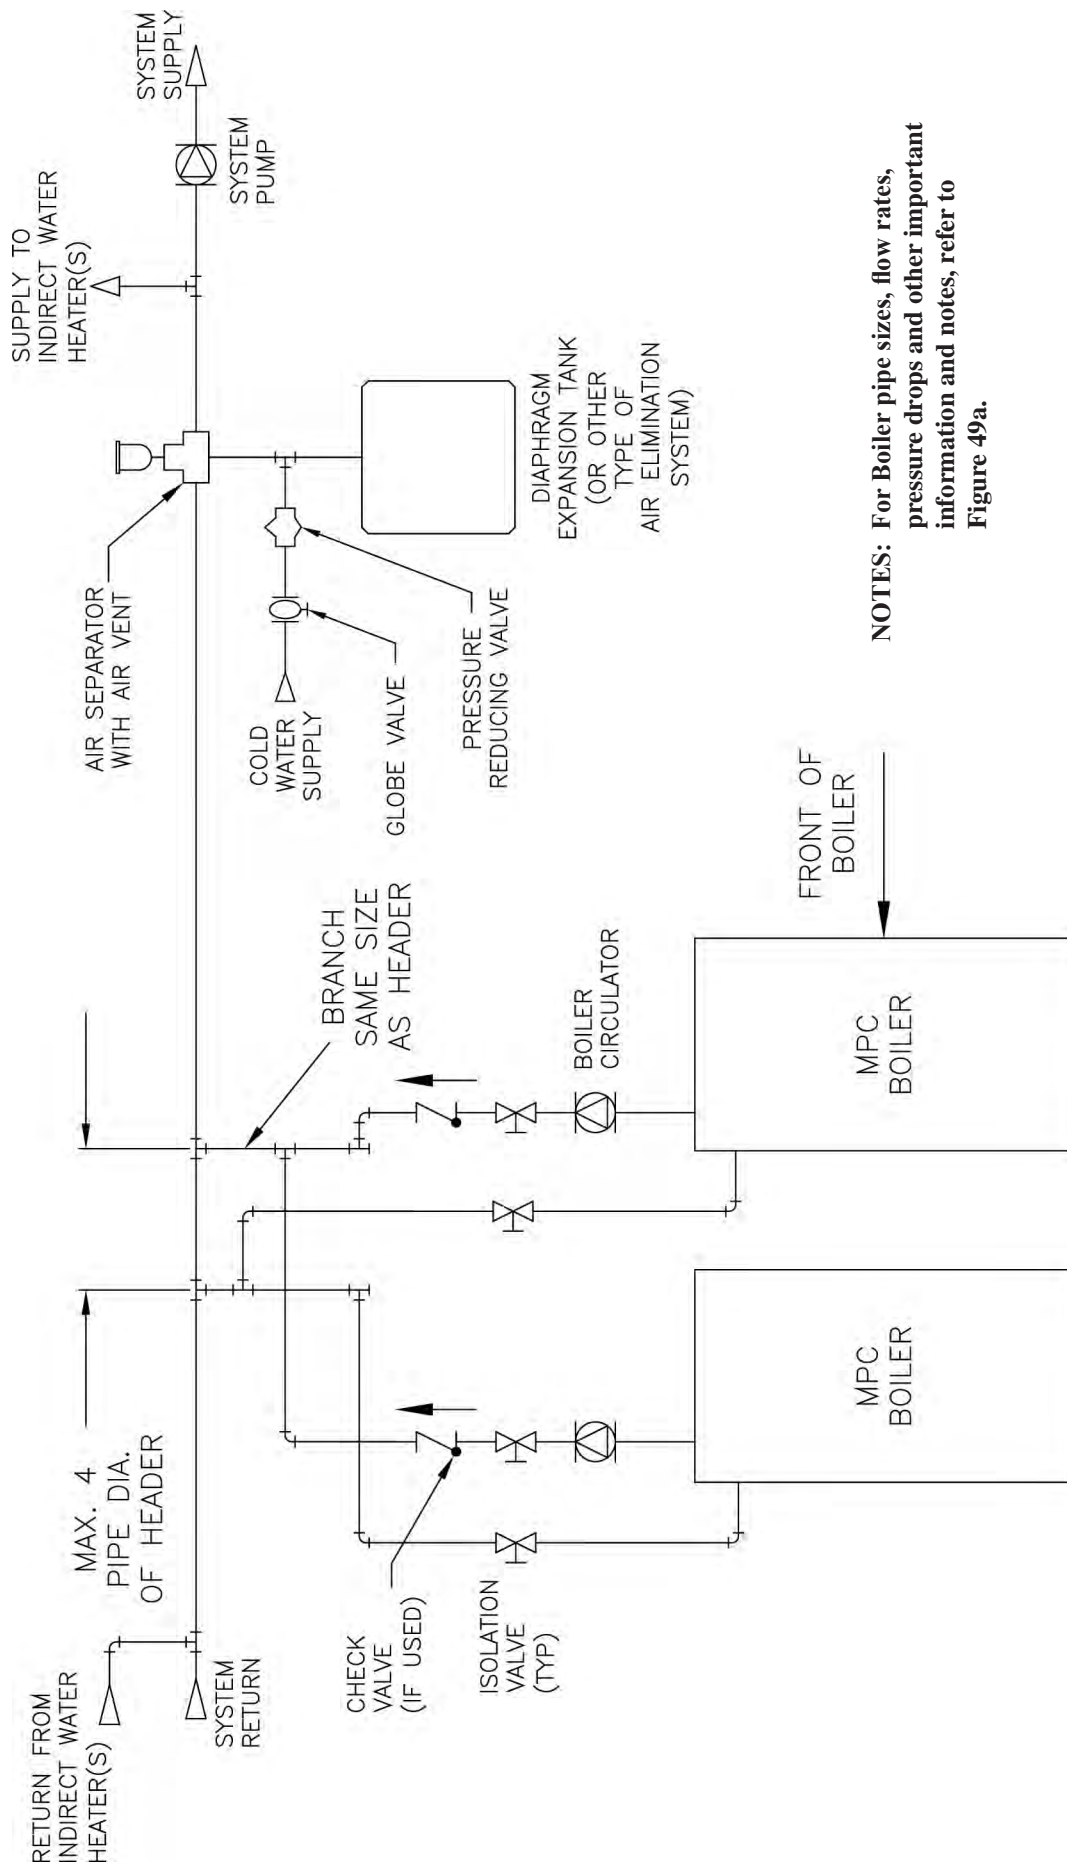 RETURN FROM
INDIRECT WATER
HEATER(S)
SYSTEM
RETURN
MAX. 4
PIPE DIA.
OF HEADER
AIR SEPARATOR
WITH AIR VENT
SUPPLY TO
INDIRECT WATER
HEATER(S)
SYSTEM
SUPPLY
SYSTEM
PUMP
BRANCH
SAME SIZE
AS HEADER
COLD
WATER
SUPPLY
GLOBE VALVE
PRESSURE
REDUCING VALVE
DIAPHRAGM
EXPANSION TANK
(OR OTHER
TYPE OF
AIR ELIMINATION
SYSTEM)
CHECK
VALVE
(IF USED)
ISOLATION
VALVE
(TYP)
BOILER
CIRCULATOR
FRONT OF
BOILER
MPC
BOILER
MPC
BOILER
NOTES: For Boiler pipe sizes, flow rates,
pressure drops and other important
information and notes, refer to
Figure 49a.